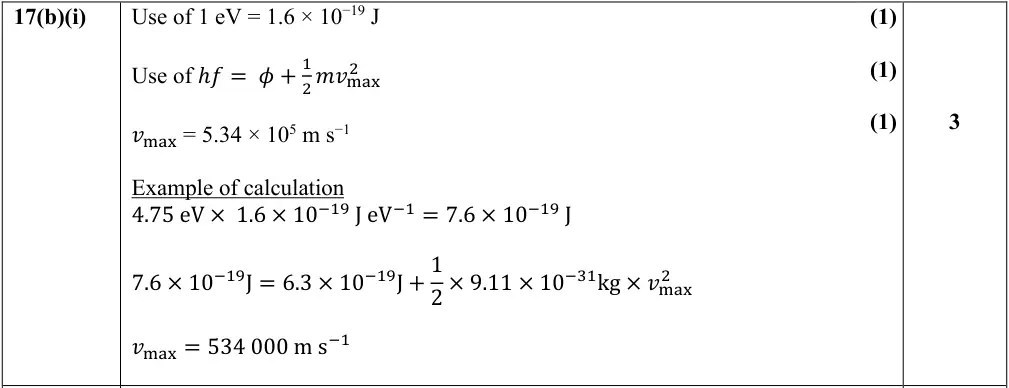 17(b)(i) Use of 1 eV = 1.6 × 10⁻¹⁹ J (1)
Use of ℎ𝑓 = 𝜙 + ½𝑚𝑣²ₘₐₓ (1)
𝑣ₘₐₓ = 5.34 × 10⁵ m s⁻¹ (1) 3
Example of calculation
4.75 eV × 1.6 × 10⁻¹⁹ J eV⁻¹ = 7.6 × 10⁻¹⁹ J
7.6 × 10⁻¹⁹J = 6.3 × 10⁻¹⁹J + ½ × 9.11 × 10⁻³¹kg × 𝑣²ₘₐₓ
𝑣ₘₐₓ = 534 000 m s⁻¹